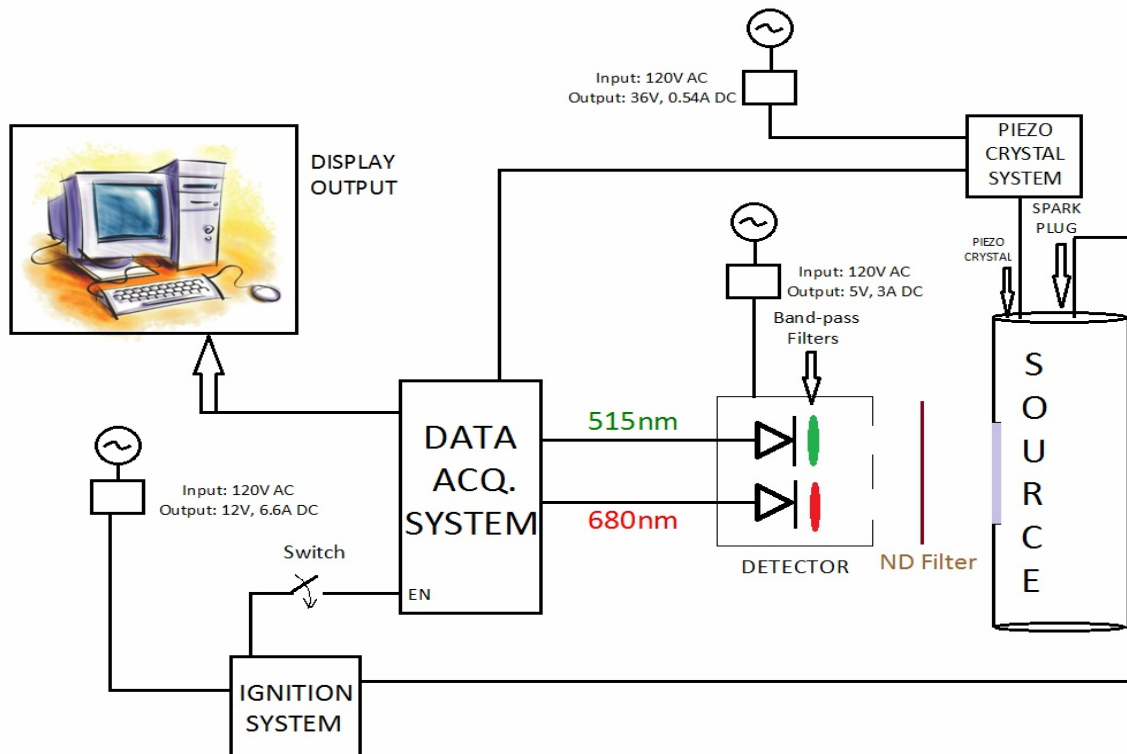 Input: 120V AC
Output: 36V, 0.54A DC
PIEZO
CRYSTAL
SYSTEM
DISPLAY
OUTPUT
SPARK
PLUG
PIEZO
CRYSTAL
Input: 120V AC
Output: 5V, 3A DC
Band-pass
Filters
SOURCE
515nm
DATA
ACQ.
SYSTEM
680nm
Input: 120V AC
Output: 12V, 6.6A DC
Switch
EN
DETECTOR
ND Filter
IGNITION
SYSTEM